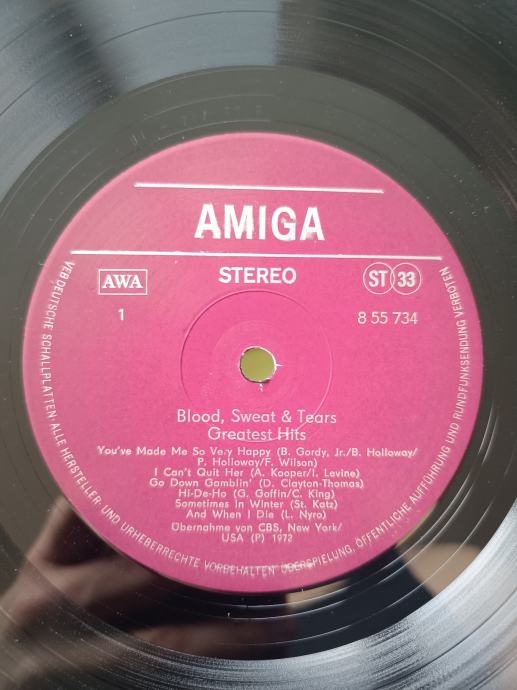 AMIGA
AWA
STEREO
ST 33
1
8 55 734
Blood, Sweat & Tears
Greatest Hits
You've Made Me So Very Happy (B. Gordy, Jr./B. Holloway/
P. Holloway/F. Wilson)
I Can't Quit Her (A. Kooper/I. Levine)
Go Down Gamblin' (D. Clayton-Thomas)
Hi-De-Ho (G. Goffin/C. King)
Sometimes In Winter (St. Katz)
And When I Die (L. Nyro)
Übernahme von CBS, New York/
USA (P) 1972
VEB DEUTSCHE SCHALLPLATTEN · ALLE HERSTELLER- UND URHEBERRECHTE VORBEHALTEN ÜBERSPIELUNG, ÖFFENTLICHE AUFFÜHRUNG UND RUNDFUNKSENDUNG VERBOTEN